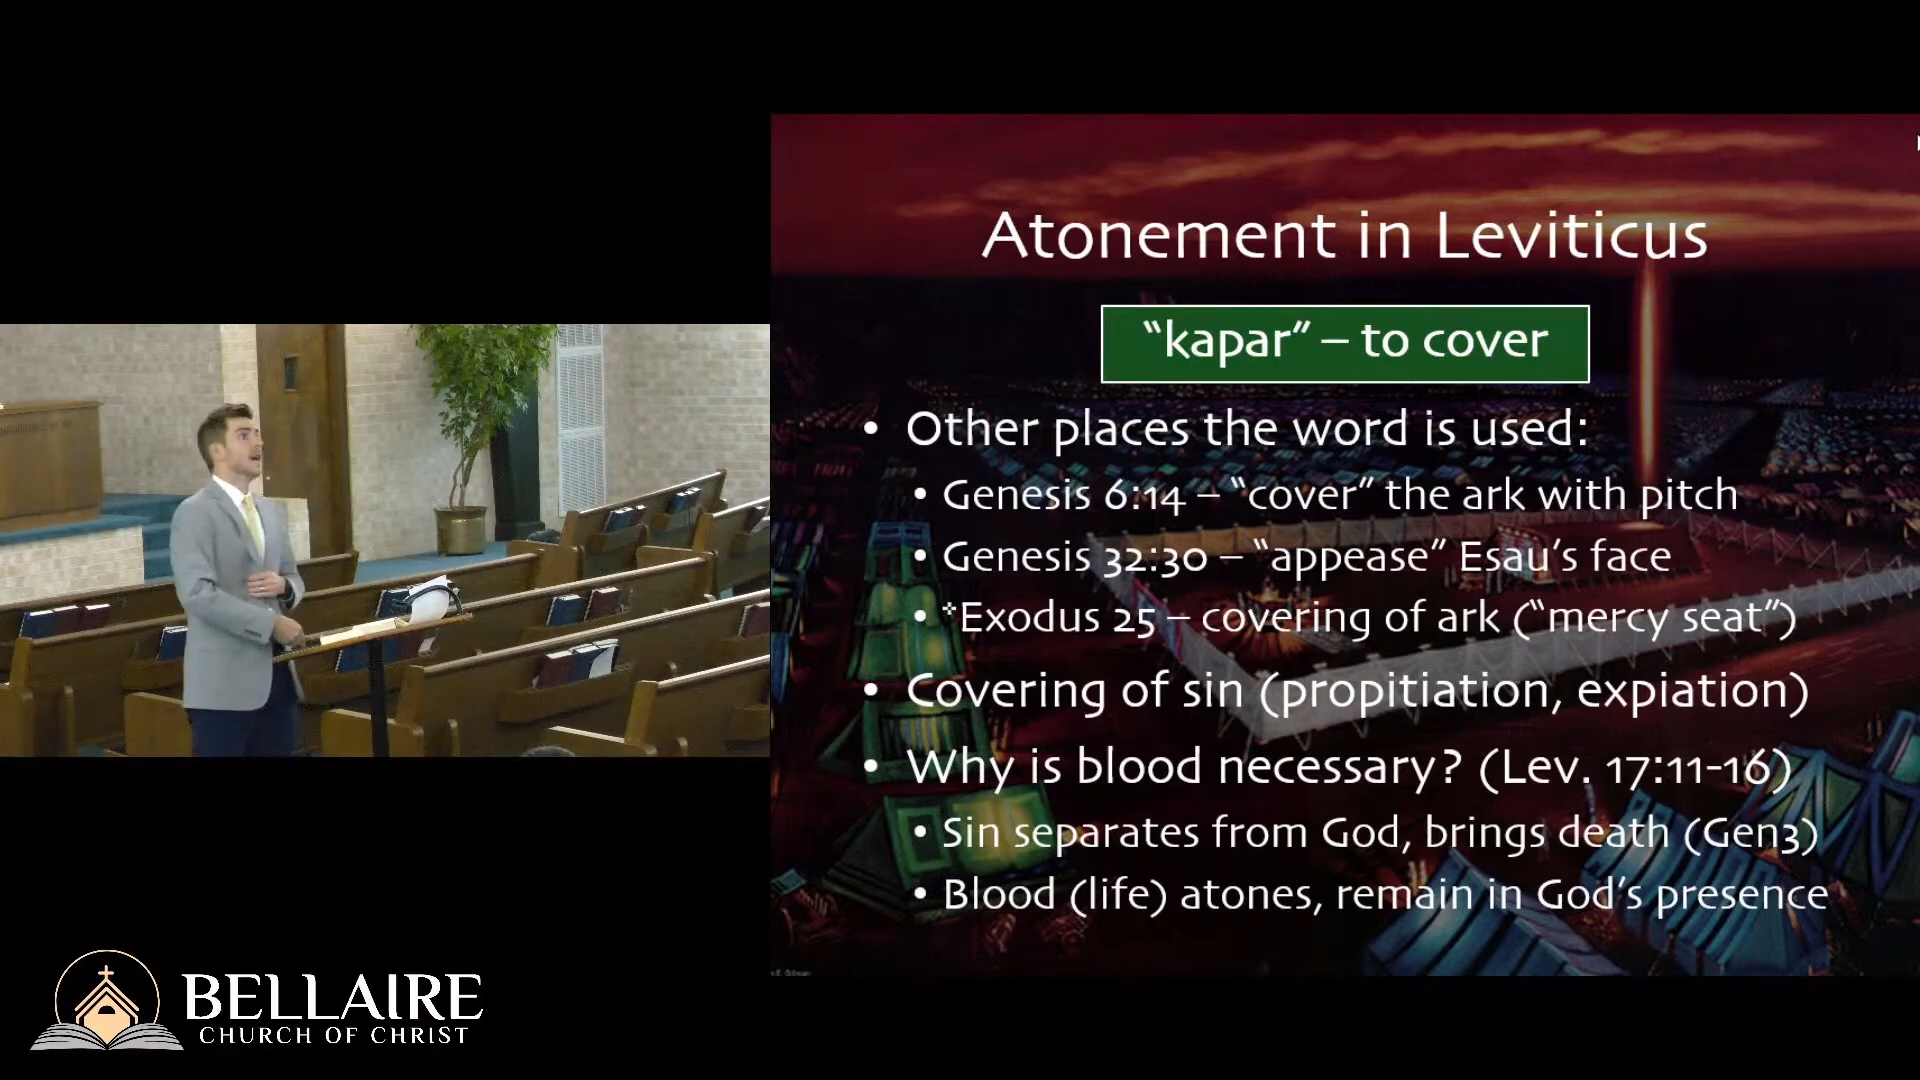 Atonement in Leviticus
“kapar” – to cover
• Other places the word is used:
• Genesis 6:14 – “cover” the ark with pitch
• Genesis 32:30 – “appease” Esau’s face
• *Exodus 25 – covering of ark (“mercy seat”)
• Covering of sin (propitiation, expiation)
• Why is blood necessary? (Lev. 17:11-16)
• Sin separates from God, brings death (Gen3)
• Blood (life) atones, remain in God’s presence
BELLAIRE
CHURCH OF CHRIST